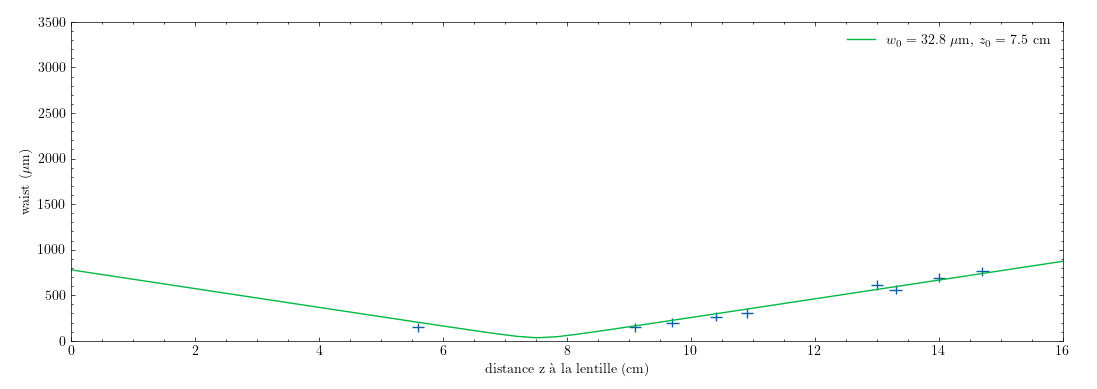 3500
3000
2500
2000
1500
1000
500
0
waist (μm)
w₀ = 32.8 μm, z₀ = 7.5 cm
0 2 4 6 8 10 12 14 16
distance z à la lentille (cm)